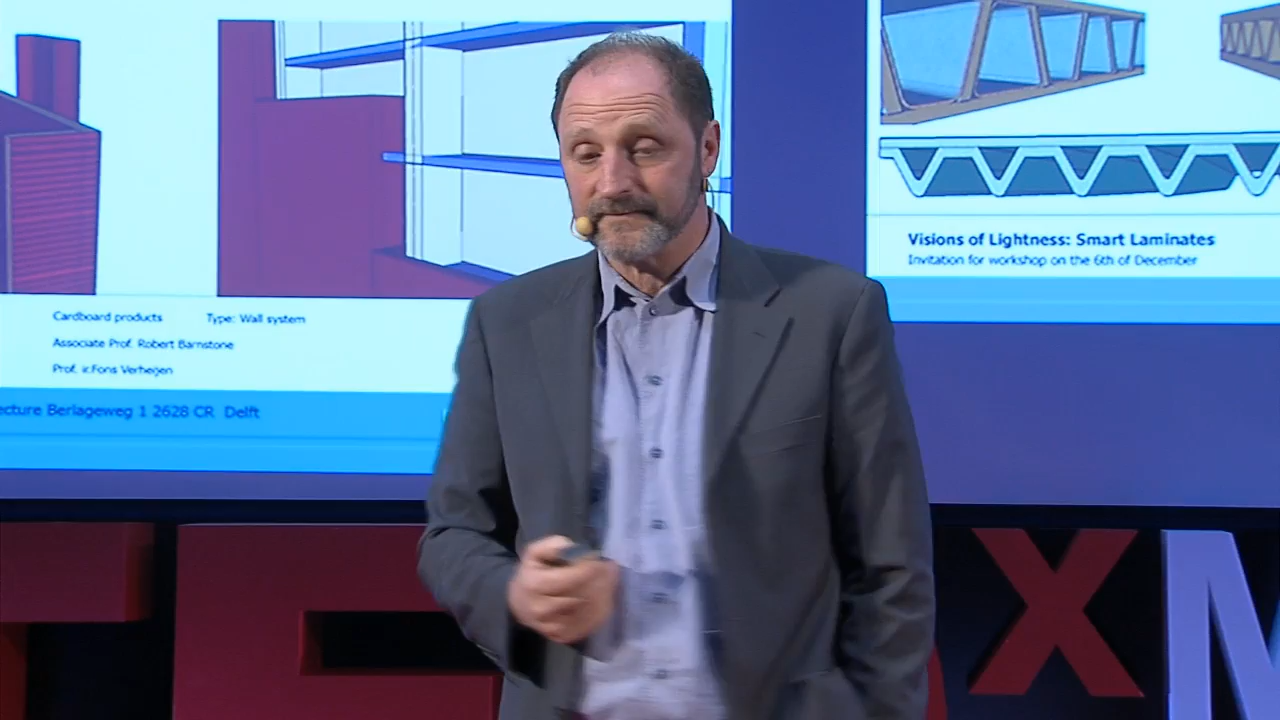 Visions of Lightness: Smart Laminates
Invitation for workshop on the 6th of December
Cardboard products Type: Wall system
Associate Prof. Robert Barnstone
Prof. ir.Fons Verheijen
ecture Berlageweg 1 2628 CR Delft
TEDxM